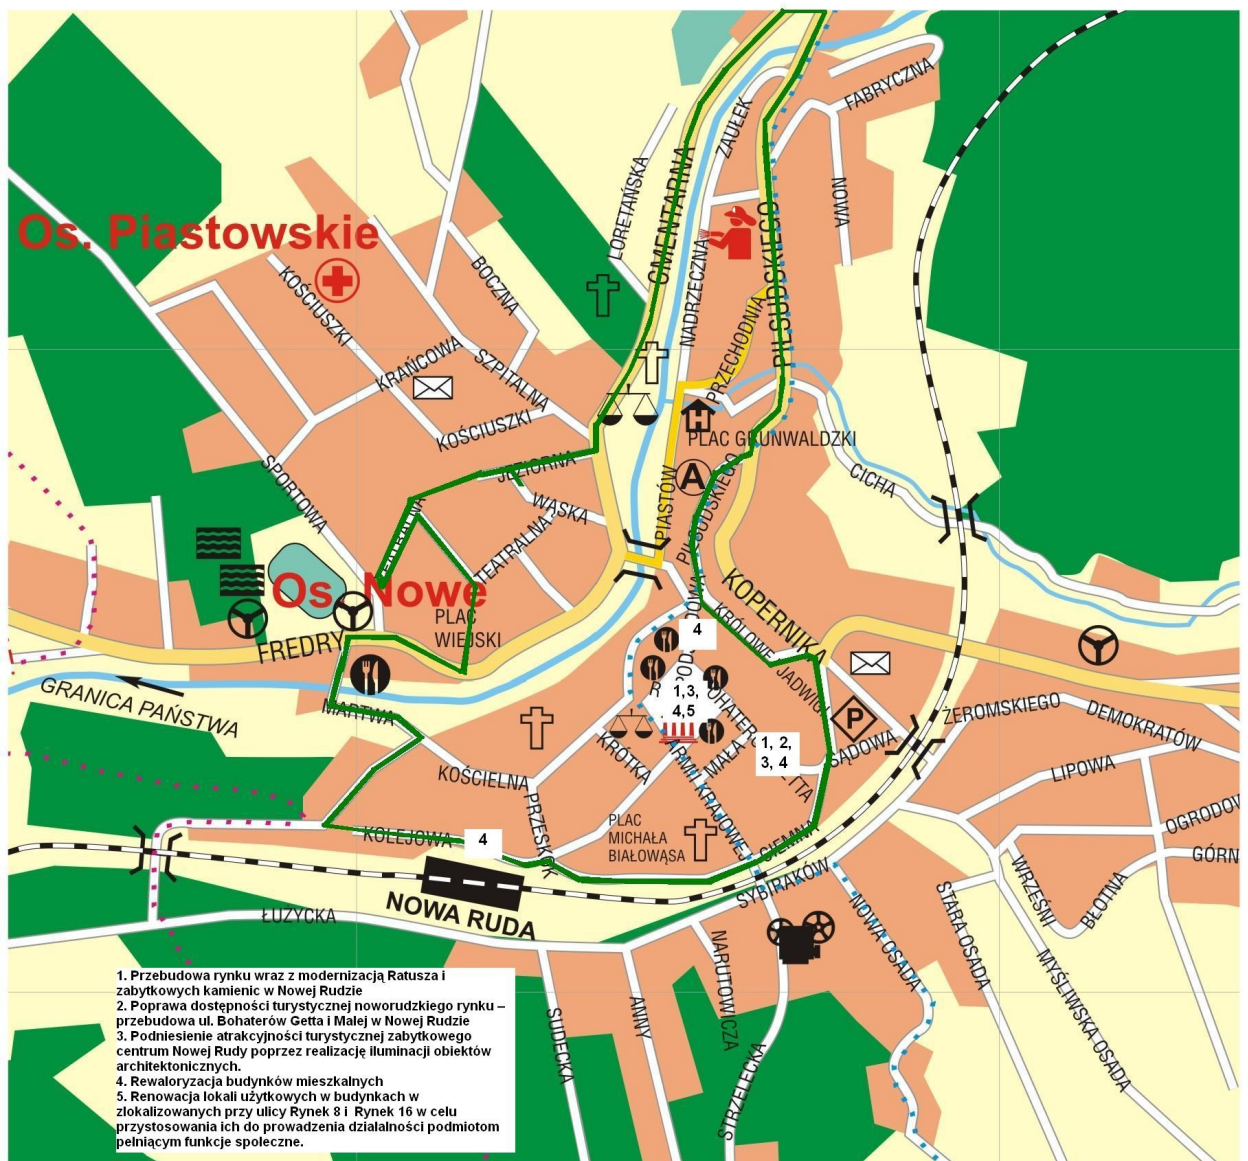 FABRYCZNA
ZAUŁEK
LORETAŃSKA
CMENTARNA
NOWA
Os. Piastowskie
PIŁSUDSKIEGO
NADRZECZNA
BOCZNA
KOŚCIUSZKI
PRZECHODNIA
KRAŃCOWA
SZPITALNA
KOŚCIUSZKI
PLAC GRUNWALDZKI
JEZIORNA
CICHA
A
SPORTOWA
WĄSKA
PIASTÓW
PIŁSUDSKIEGO
TEATRALNA
TEATRALNA
Os. Nowe
KOPERNIKA
PLAC
WIEJSKI
KRÓLOWEJ JADWIGI
4
FREDRY
GRANICA PAŃSTWA
MARTWA
1,3,
4,5
P
ŻEROMSKIEGO
DEMOKRATÓW
KRÓTKA
MAŁA
1, 2,
3, 4
SĄDOWA
KOŚCIELNA
LIPOWA
PRZESKOK
ARMII KRAJOWEJ
OGRODOW
KOLEJOWA
4
PLAC
MICHAŁA
BIAŁOWĄSA
CIEMNA
GÓRN
SYBIRAKÓW
WRZEŚNI
BŁOTNA
NOWA RUDA
ŁUŻYCKA
NOWA OSADA
STARA OSADA
NARUTOWICZA
MYŚLIWSKA OSADA
ANNY
SUDECKA
STRZELECKA
1. Przebudowa rynku wraz z modernizacją Ratusza i
zabytkowych kamienic w Nowej Rudzie
2. Poprawa dostępności turystycznej noworudzkiego rynku –
przebudowa ul. Bohaterów Getta i Małej w Nowej Rudzie
3. Podniesienie atrakcyjności turystycznej zabytkowego
centrum Nowej Rudy poprzez realizację iluminacji obiektów
architektonicznych.
4. Rewaloryzacja budynków mieszkalnych
5. Renowacja lokali użytkowych w budynkach w
zlokalizowanych przy ulicy Rynek 8 i Rynek 16 w celu
przystosowania ich do prowadzenia działalności podmiotom
pełniącym funkcje społeczne.